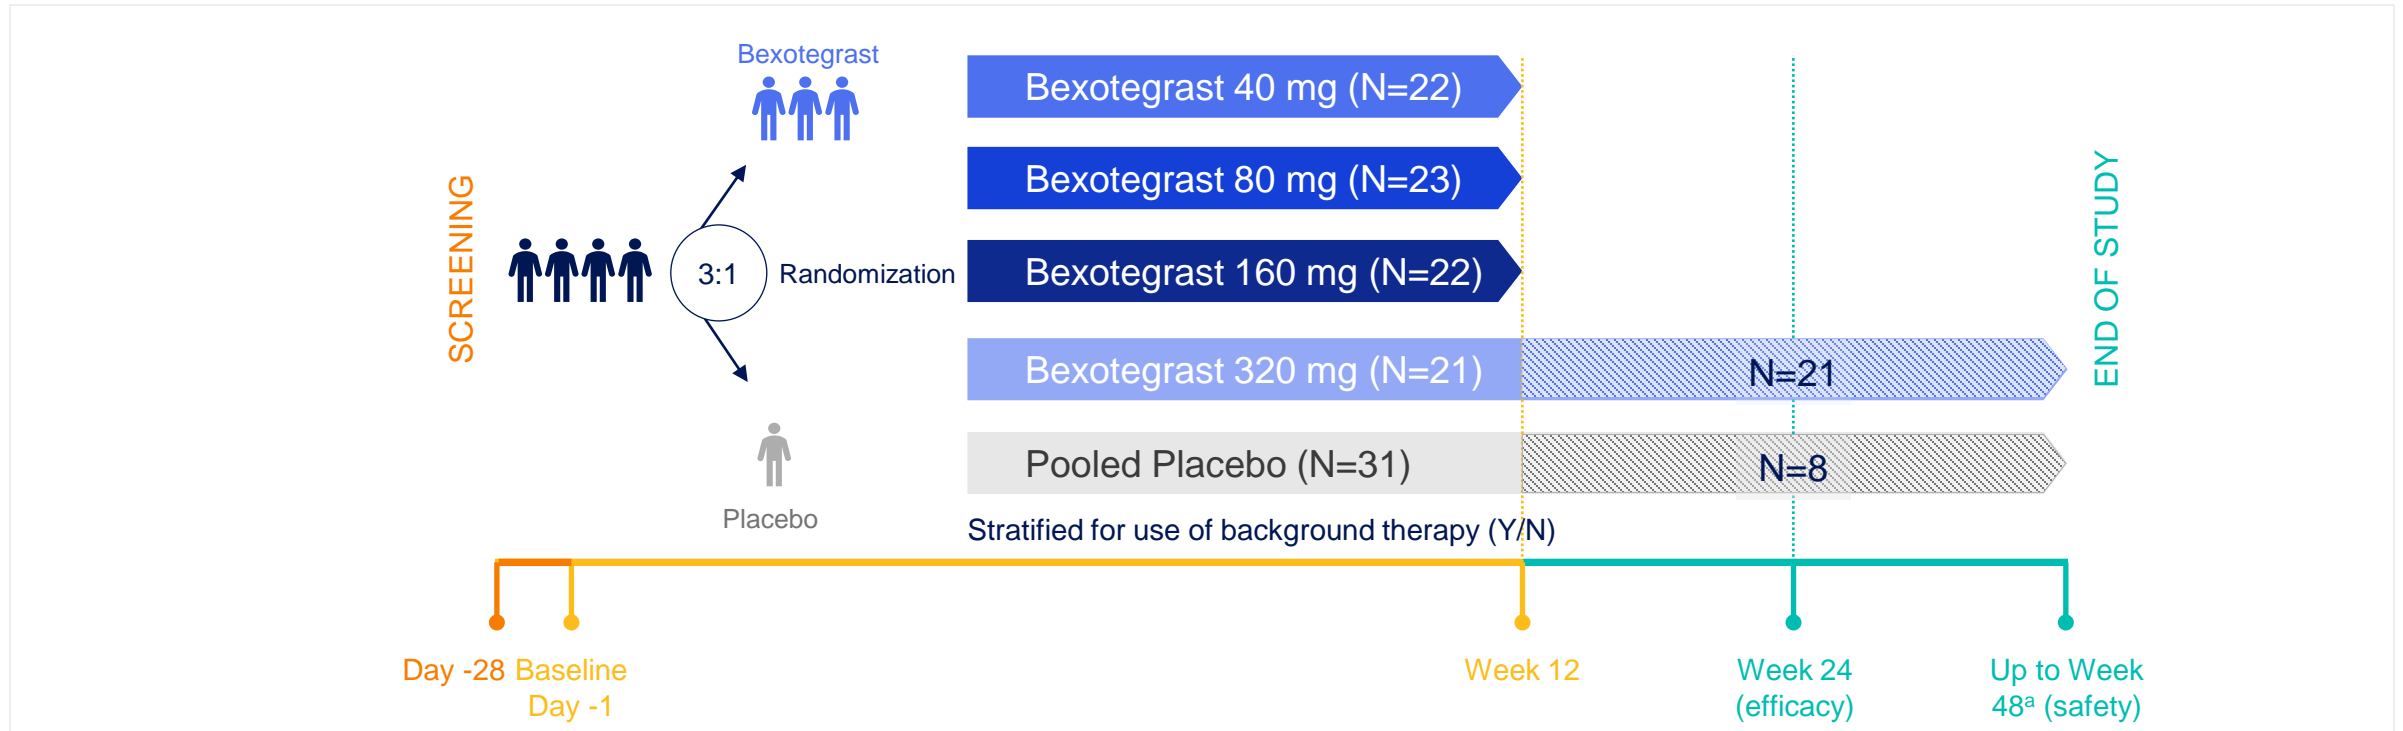 Bexotegrast
SCREENING
3:1
Randomization
Placebo
Bexotegrast 40 mg (N=22)
Bexotegrast 80 mg (N=23)
Bexotegrast 160 mg (N=22)
Bexotegrast 320 mg (N=21)
N=21
Pooled Placebo (N=31)
N=8
Stratified for use of background therapy (Y/N)
END OF STUDY
Day -28
Baseline
Day -1
Week 12
Week 24
(efficacy)
Up to Week
48ᵃ (safety)